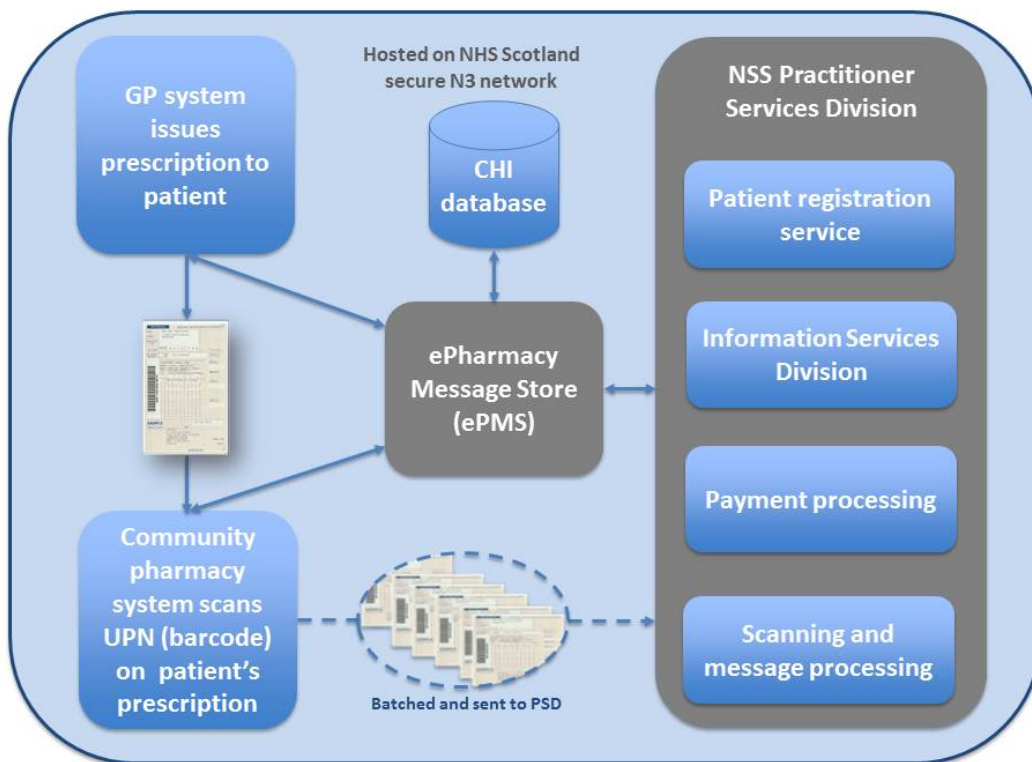 GP system
issues
prescription to
patient
Hosted on NHS Scotland
secure N3 network
CHI
database
NSS Practitioner
Services Division
Patient registration
service
Information Services
Division
Payment processing
Scanning and
message processing
ePharmacy
Message Store
(ePMS)
Community
pharmacy
system scans
UPN (barcode)
on patient's
prescription
Batched and sent to PSD